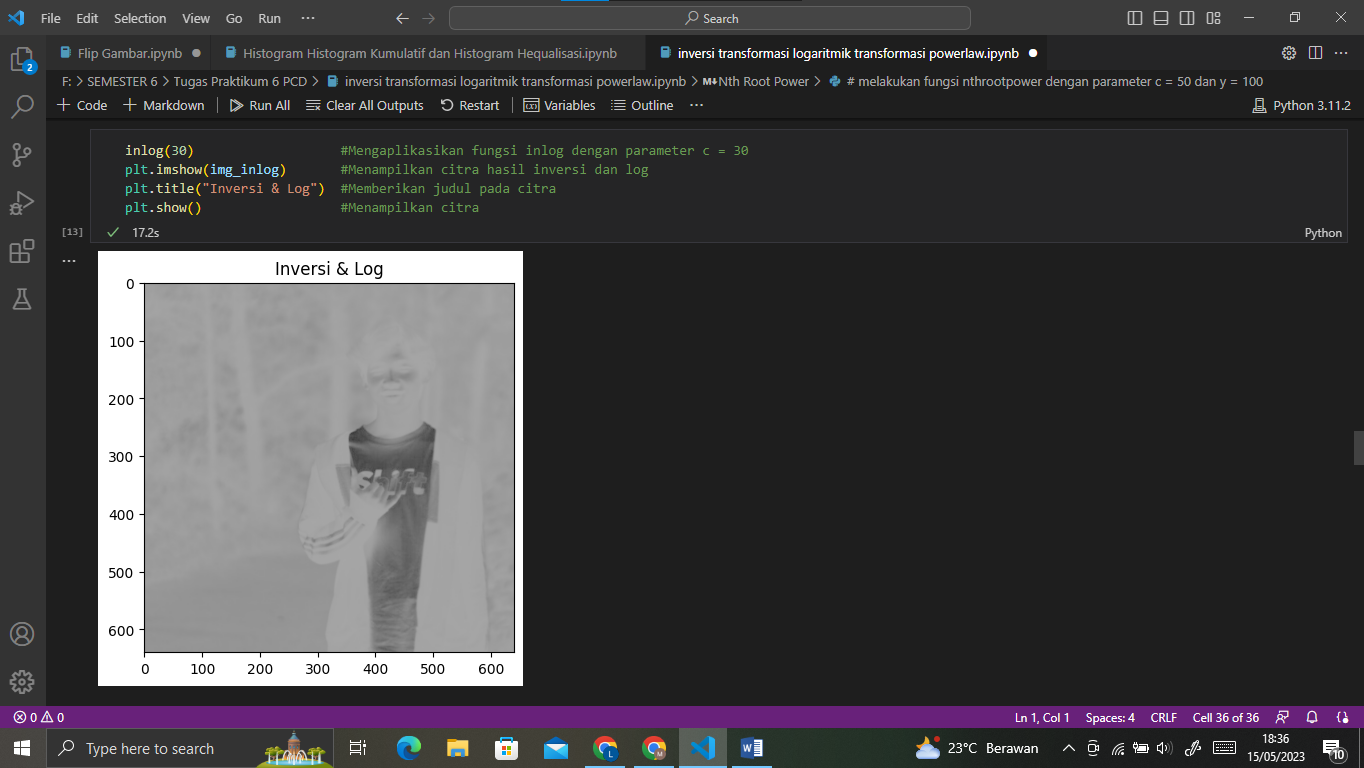 File Edit Selection View Go Run ··· Search
Flip Gambar.ipynb Histogram Histogram Kumulatif dan Histogram Hequalisasi.ipynb inversi transformasi logaritmik transformasi powerlaw.ipynb
F: > SEMESTER 6 > Tugas Praktikum 6 PCD > inversi transformasi logaritmik transformasi powerlaw.ipynb > M↓Nth Root Power > # melakukan fungsi nthrootpower dengan parameter c = 50 dan y = 100
+ Code + Markdown Run All Clear All Outputs Restart Variables Outline ··· Python 3.11.2
2
inlog(30) #Mengaplikasikan fungsi inlog dengan parameter c = 30
plt.imshow(img_inlog) #Menampilkan citra hasil inversi dan log
plt.title("Inversi & Log") #Memberikan judul pada citra
plt.show() #Menampilkan citra
[13] 17.2s Python
...
Inversi & Log
0
100
200
300
400
500
600
0 100 200 300 400 500 600
0 0 Ln 1, Col 1 Spaces: 4 CRLF Cell 36 of 36
Type here to search 23°C Berawan 18:36
15/05/2023 10